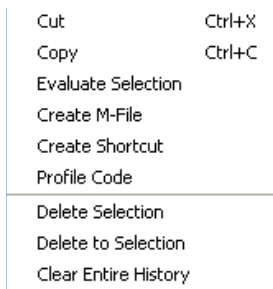 Cut Ctrl+X
Copy Ctrl+C
Evaluate Selection
Create M-File
Create Shortcut
Profile Code
Delete Selection
Delete to Selection
Clear Entire History